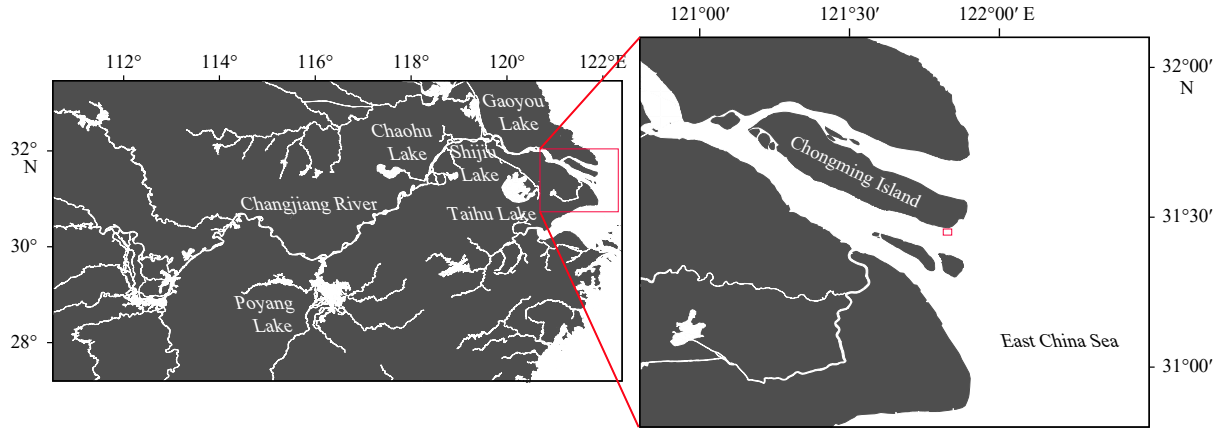 121°00′ 121°30′ 122°00′ E
112° 114° 116° 118° 120° 122°E
32°00′
N
Gaoyou
Lake
Chaohu
Lake
Shijiu
Lake
32°
N
Chongming Island
Changjiang River
Taihu Lake
31°30′
30°
Poyang
Lake
28°
East China Sea
31°00′